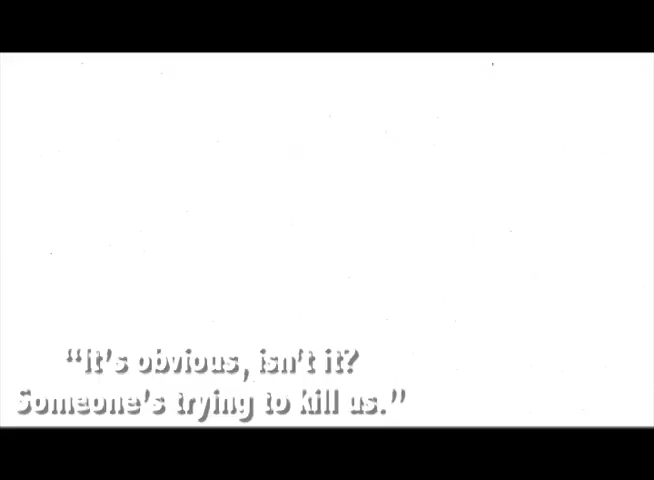 “It's obvious, isn't it?
Someone's trying to kill us.”